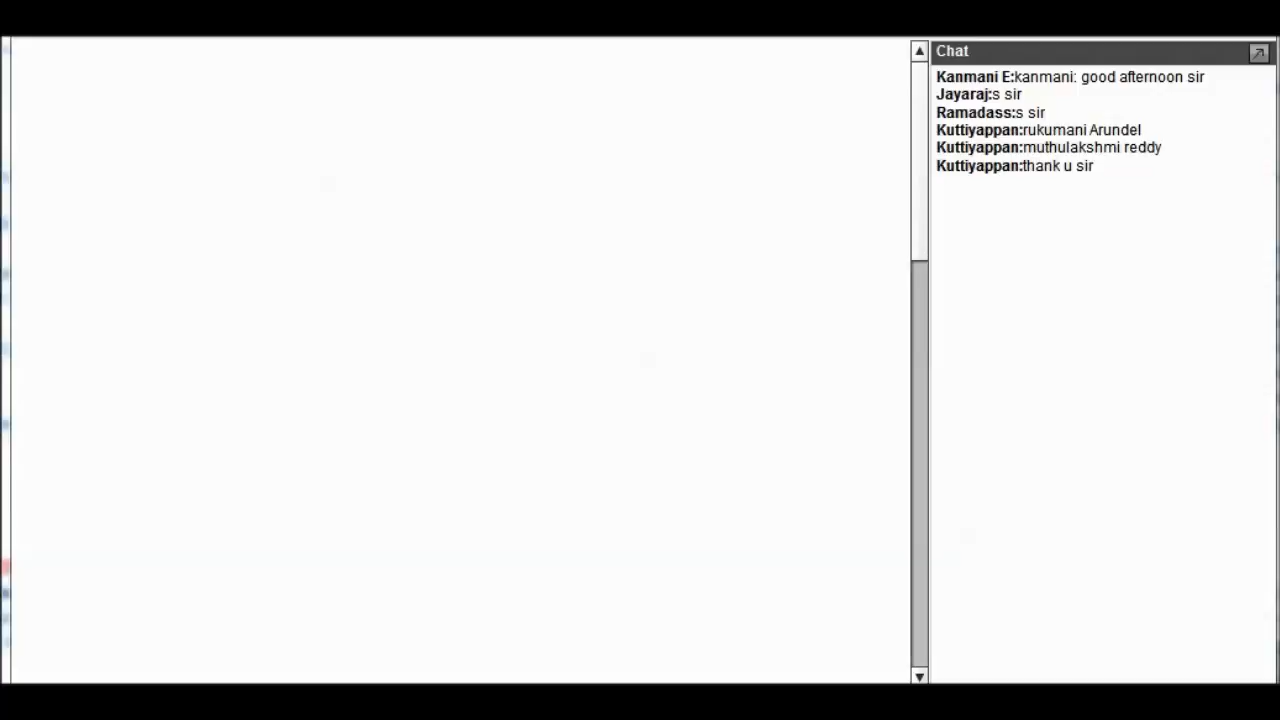 Chat
Kanmani E:kanmani: good afternoon sir
Jayaraj:s sir
Ramadass:s sir
Kuttiyappan:rukumani Arundel
Kuttiyappan:muthulakshmi reddy
Kuttiyappan:thank u sir